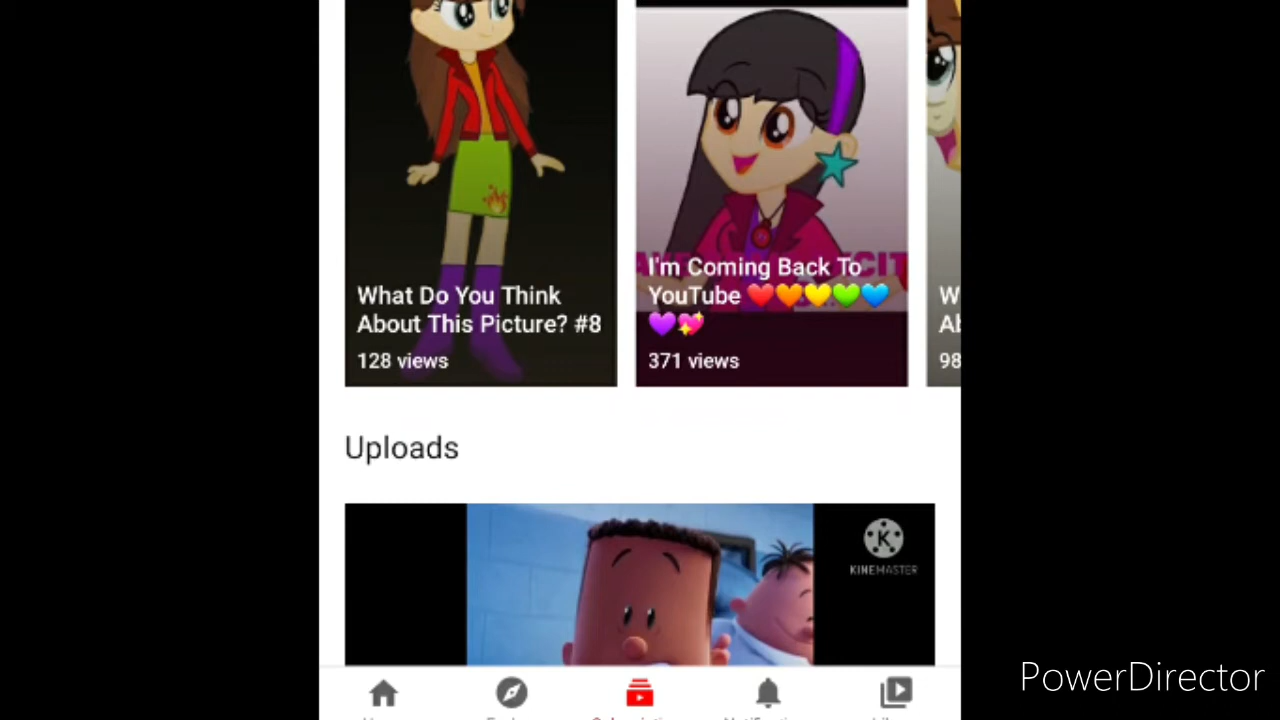 What Do You Think
About This Picture? #8
128 views
I'm Coming Back To
YouTube ❤️🧡💛💚💙
💜💖
371 views
98
Uploads
K
KINEMASTER
PowerDirector